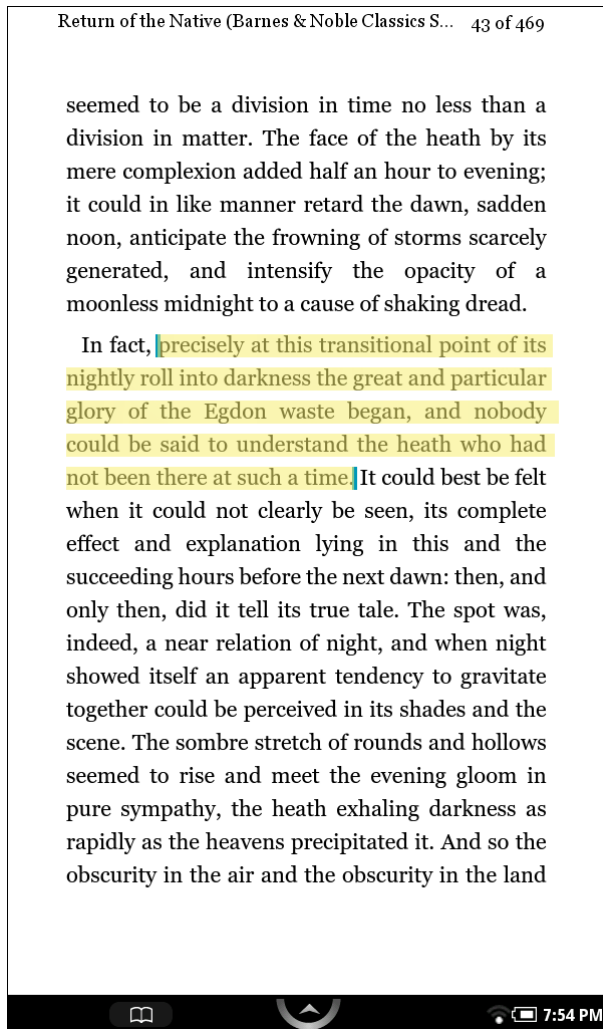 Return of the Native (Barnes & Noble Classics S... 43 of 469
seemed to be a division in time no less than a
division in matter. The face of the heath by its
mere complexion added half an hour to evening;
it could in like manner retard the dawn, sadden
noon, anticipate the frowning of storms scarcely
generated, and intensify the opacity of a
moonless midnight to a cause of shaking dread.
In fact, precisely at this transitional point of its
nightly roll into darkness the great and particular
glory of the Egdon waste began, and nobody
could be said to understand the heath who had
not been there at such a time. It could best be felt
when it could not clearly be seen, its complete
effect and explanation lying in this and the
succeeding hours before the next dawn: then, and
only then, did it tell its true tale. The spot was,
indeed, a near relation of night, and when night
showed itself an apparent tendency to gravitate
together could be perceived in its shades and the
scene. The sombre stretch of rounds and hollows
seemed to rise and meet the evening gloom in
pure sympathy, the heath exhaling darkness as
rapidly as the heavens precipitated it. And so the
obscurity in the air and the obscurity in the land
7:54 PM